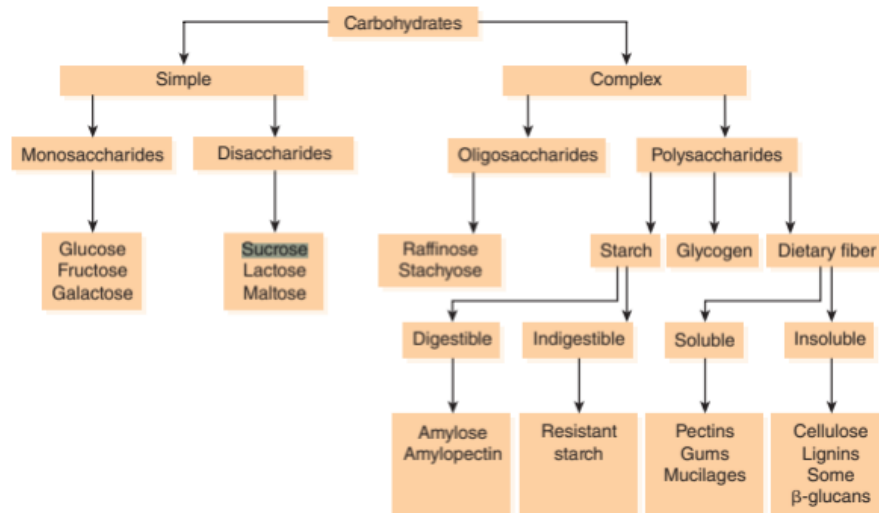 Carbohydrates
Simple
Complex
Monosaccharides
Disaccharides
Oligosaccharides
Polysaccharides
Glucose
Fructose
Galactose
Sucrose
Lactose
Maltose
Raffinose
Stachyose
Starch
Glycogen
Dietary fiber
Digestible
Indigestible
Soluble
Insoluble
Amylose
Amylopectin
Resistant
starch
Pectins
Gums
Mucilages
Cellulose
Lignins
Some
β-glucans